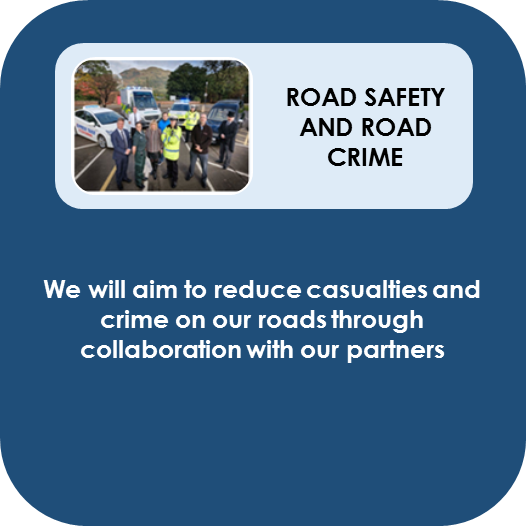 ROAD SAFETY
AND ROAD
CRIME
We will aim to reduce casualties and
crime on our roads through
collaboration with our partners